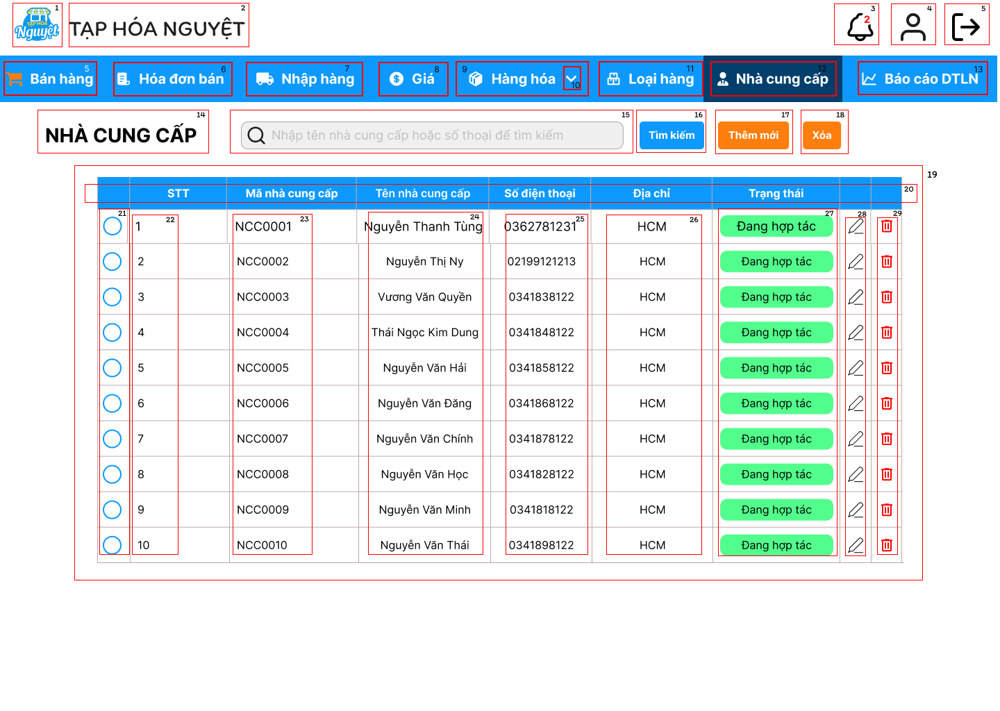 1 2 3 4 5
TẠP HÓA
Nguyệt
TẠP HÓA NGUYỆT
2
Bán hàng 5 Hóa đơn bán 6 Nhập hàng 7 Giá 8 9 Hàng hóa 10 Loại hàng 11 Nhà cung cấp 12 Báo cáo DTLN 13
NHÀ CUNG CẤP 14 Nhập tên nhà cung cấp hoặc số thoại để tìm kiếm 15 Tìm kiếm 16 Thêm mới 17 Xóa 18
19
STT Mã nhà cung cấp Tên nhà cung cấp Số điện thoại Địa chỉ Trạng thái 20
21 22 23 24 25 26 27 28 29
1 NCC0001 Nguyễn Thanh Tùng 0362781231 HCM Đang hợp tác
2 NCC0002 Nguyễn Thị Ny 02199121213 HCM Đang hợp tác
3 NCC0003 Vương Văn Quyền 0341838122 HCM Đang hợp tác
4 NCC0004 Thái Ngọc Kim Dung 0341848122 HCM Đang hợp tác
5 NCC0005 Nguyễn Văn Hải 0341858122 HCM Đang hợp tác
6 NCC0006 Nguyễn Văn Đăng 0341868122 HCM Đang hợp tác
7 NCC0007 Nguyễn Văn Chính 0341878122 HCM Đang hợp tác
8 NCC0008 Nguyễn Văn Học 0341828122 HCM Đang hợp tác
9 NCC0009 Nguyễn Văn Minh 0341818122 HCM Đang hợp tác
10 NCC0010 Nguyễn Văn Thái 0341898122 HCM Đang hợp tác